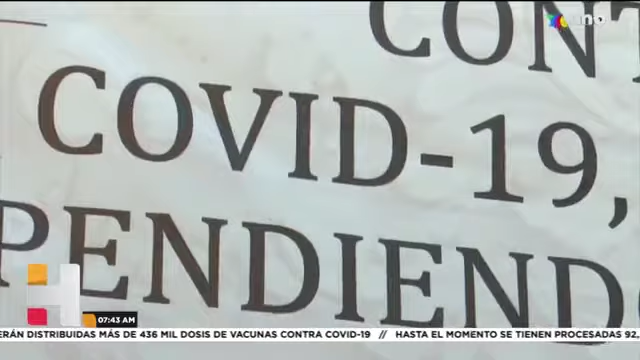 CONT
uno
COVID-19,
PENDIENDO
H
07:43 AM
ERÁN DISTRIBUIDAS MÁS DE 436 MIL DOSIS DE VACUNAS CONTRA COVID-19 // HASTA EL MOMENTO SE TIENEN PROCESADAS 92,